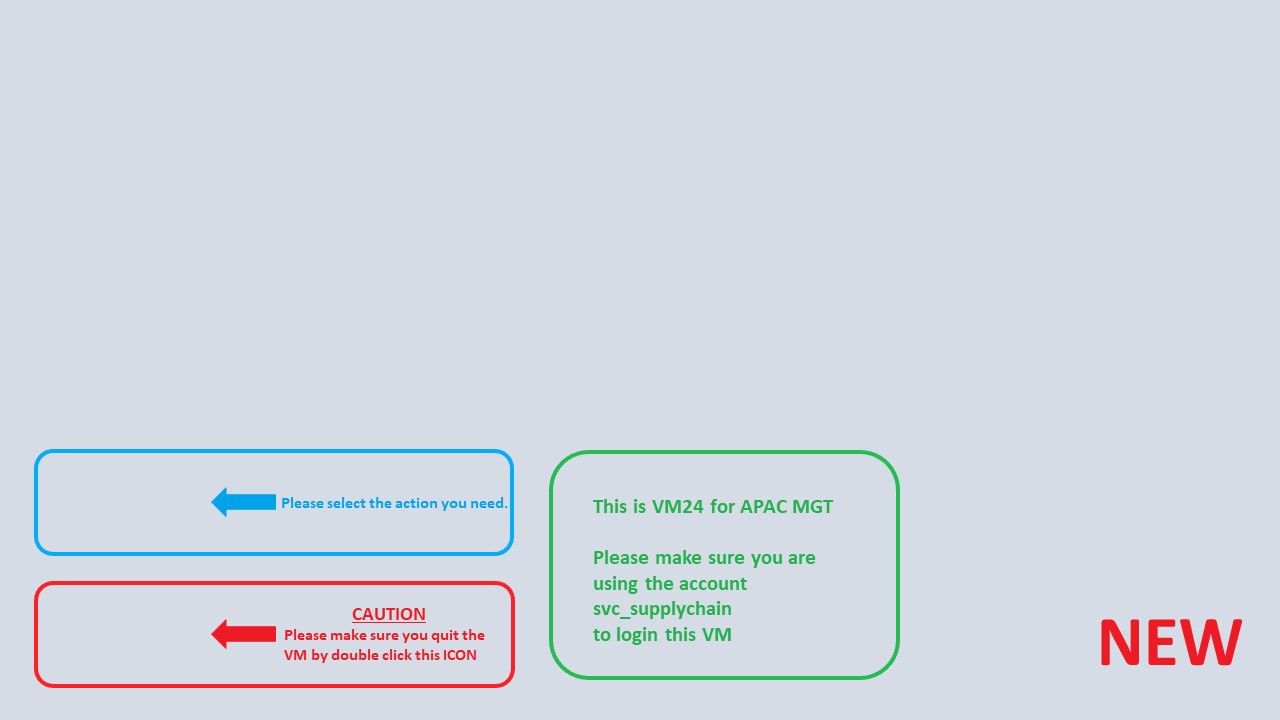 Please select the action you need.
CAUTION
Please make sure you quit the
VM by double click this ICON
This is VM24 for APAC MGT
Please make sure you are
using the account
svc_supplychain
to login this VM
NEW